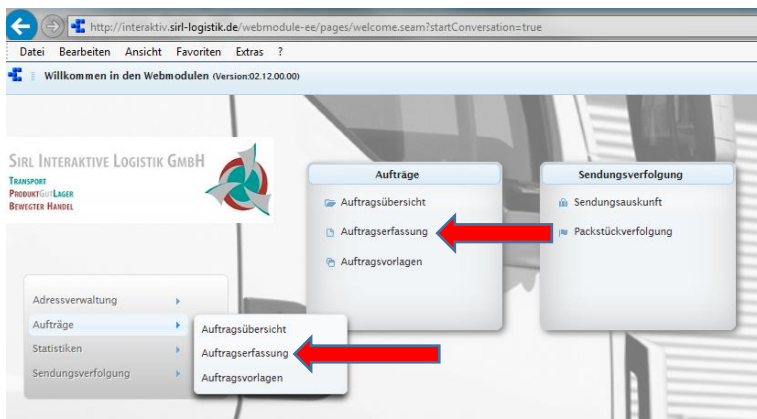 http://interaktiv.sirl-logistik.de/webmodule-ee/pages/welcome.seam?startConversation=true
Datei Bearbeiten Ansicht Favoriten Extras ?
Willkommen in den Webmodulen (Version:02.12.00.00)
SIRL INTERAKTIVE LOGISTIK GMBH
TRANSPORT
PRODUKTGUTLAGER
BEWEGTER HANDEL
Aufträge
Auftragsübersicht
Auftragserfassung
Auftragsvorlagen
Sendungsverfolgung
Sendungsauskunft
Packstückverfolgung
Adressverwaltung
Aufträge
Statistiken
Sendungsverfolgung
Auftragsübersicht
Auftragserfassung
Auftragsvorlagen